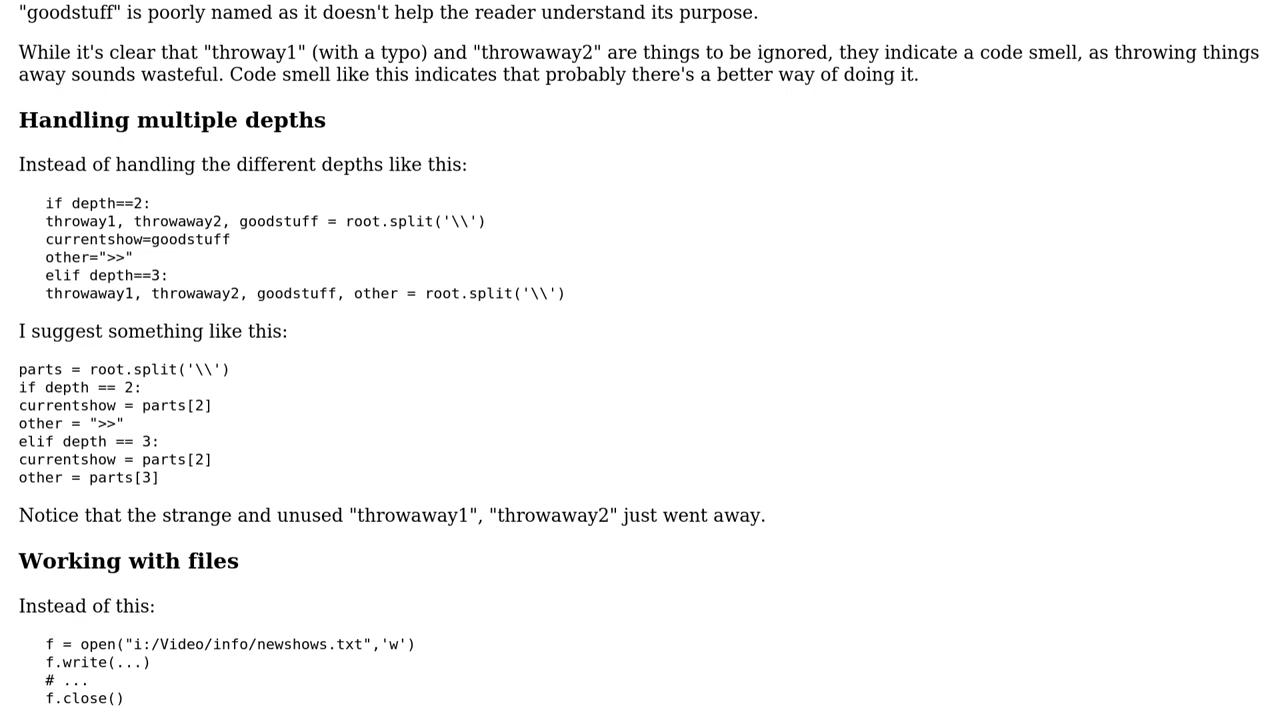 "goodstuff" is poorly named as it doesn't help the reader understand its purpose.
While it's clear that "throway1" (with a typo) and "throwaway2" are things to be ignored, they indicate a code smell, as throwing things
away sounds wasteful. Code smell like this indicates that probably there's a better way of doing it.
Handling multiple depths
Instead of handling the different depths like this:
if depth==2:
throway1, throwaway2, goodstuff = root.split('\\')
currentshow=goodstuff
other=">>"
elif depth==3:
throwaway1, throwaway2, goodstuff, other = root.split('\\')
I suggest something like this:
parts = root.split('\\')
if depth == 2:
currentshow = parts[2]
other = ">>"
elif depth == 3:
currentshow = parts[2]
other = parts[3]
Notice that the strange and unused "throwaway1", "throwaway2" just went away.
Working with files
Instead of this:
f = open("i:/Video/info/newshows.txt",'w')
f.write(...)
# ...
f.close()